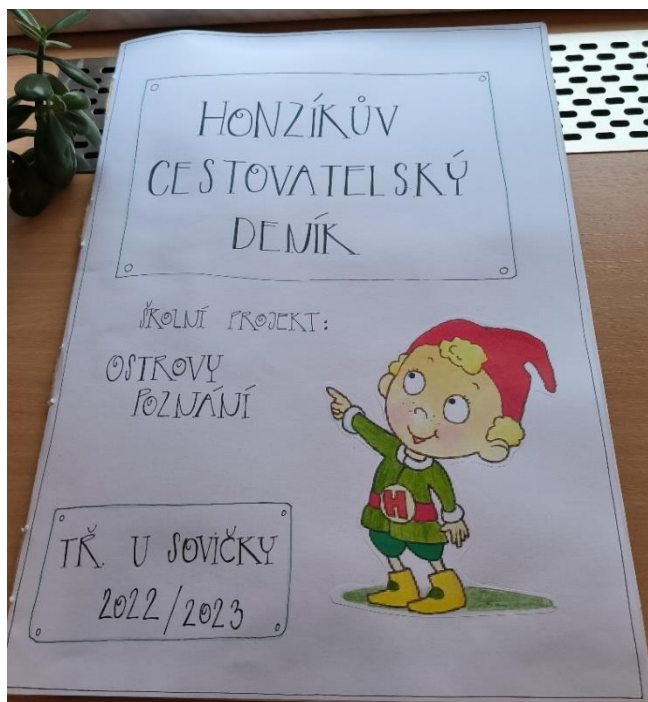 HONZÍKŮV
CESTOVATELSKÝ
DENÍK
ŠKOLNÍ PROJEKT:
OSTROVY
POZNÁNÍ
H
TŘ. U SOVIČKY
2022/2023